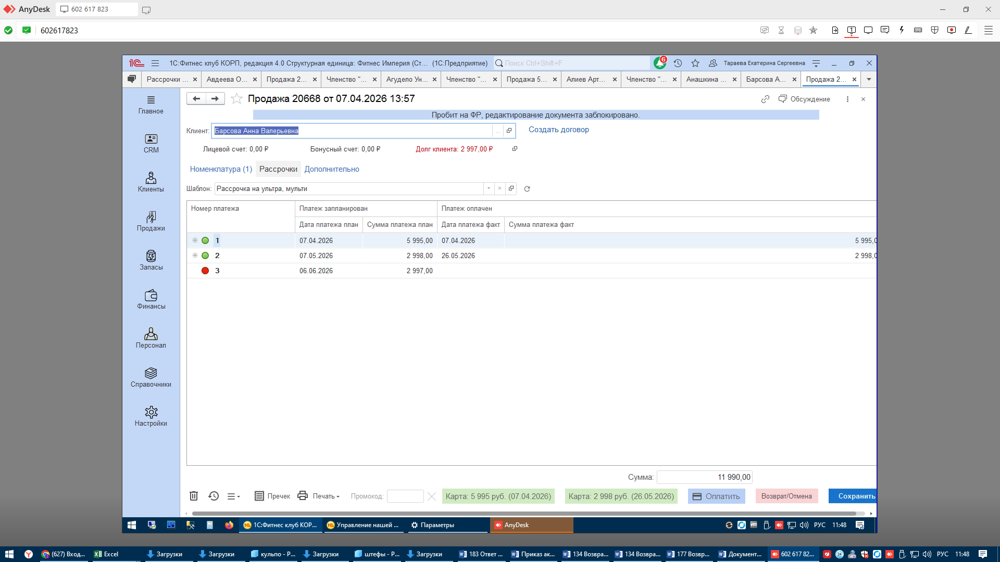 AnyDesk 602 617 823
602617823
1С:Фитнес клуб КОРП, редакция 4.0 Структурная единица: Фитнес Империя (Ст... (1С:Предприятие) Поиск Ctrl+Shift+F 6 Тараева Екатерина Сергеевна
Рассрочки ... Авдеева О... Продажа 2... Членство "... Агудело Ун... Членство "... Продажа 5... Алиев Арт... Членство "... Анашкина ... Барсова А... Продажа 2...
Главное
CRM
Клиенты
Продажи
Запасы
Финансы
Персонал
Справочники
Настройки
Продажа 20668 от 07.04.2026 13:57 Обсуждение
Пробит на ФР, редактирование документа заблокировано.
Клиент: Барсова Анна Валерьевна ... Создать договор
Лицевой счет: 0,00 ₽ Бонусный счет: 0,00 ₽ Долг клиента: 2 997,00 ₽
Номенклатура (1) Рассрочки Дополнительно
Шаблон: Рассрочка на ультра, мульти
Номер платежа Платеж запланирован Платеж оплачен
Дата платежа план Сумма платежа план Дата платежа факт Сумма платежа факт
1 07.04.2026 5 995,00 07.04.2026 5 995,0
2 07.05.2026 2 998,00 26.05.2026 2 998,0
3 06.06.2026 2 997,00
Сумма: 11 990,00
Пречек Печать Промокод: Карта: 5 995 руб. (07.04.2026) Карта: 2 998 руб. (26.05.2026) Оплатить Возврат/Отмена Сохранить
1С:Фитнес клуб КОР... Управление нашей ... Параметры AnyDesk РУС 11:48
(627) Вход... Excel Загрузки Загрузки кульпо - P... Загрузки штефы - P... Загрузки 183 Ответ ... Приказ ак... 134 Возвра... 134 Возвра... 177 Возвр... Документ... 602 617 82... РУС 11:48